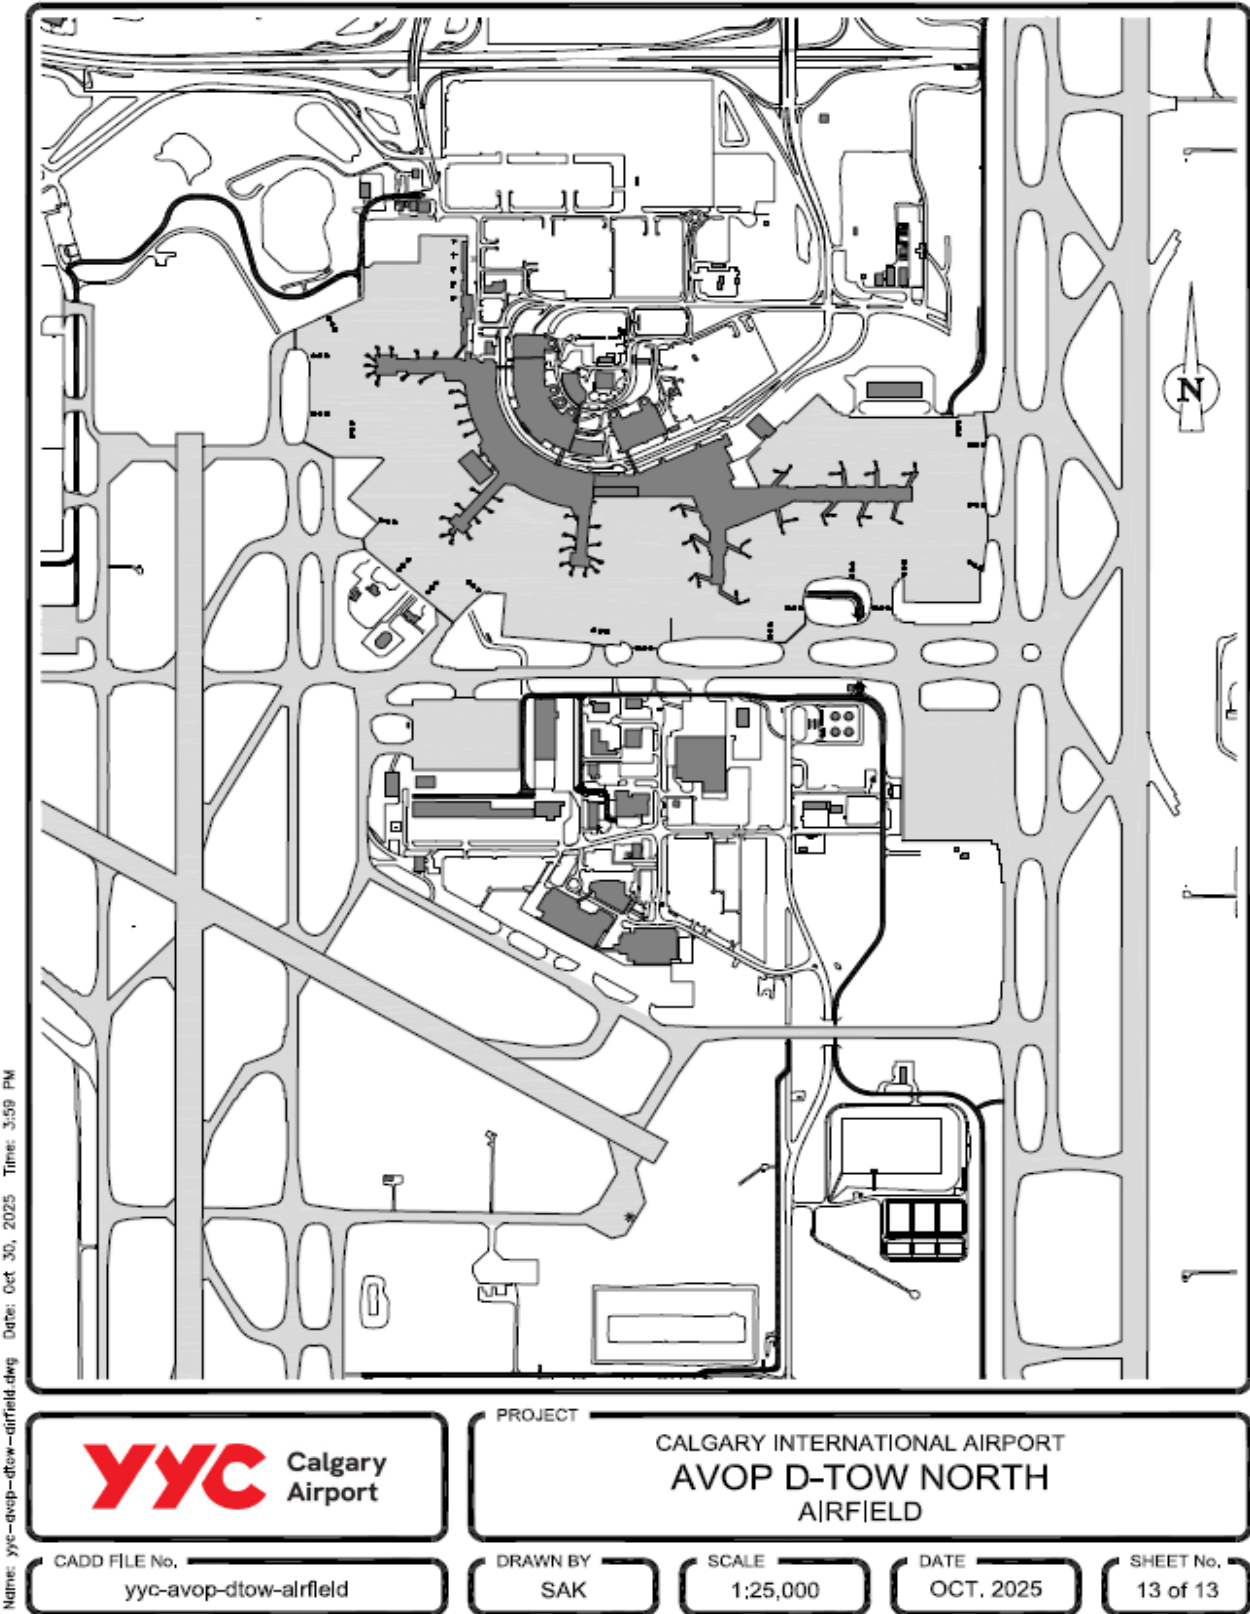 N
Name: yyc-avop-dtow-airfield.dwg Date: Oct 30, 2025 Time: 3:59 PM
YYC Calgary
Airport
PROJECT
CALGARY INTERNATIONAL AIRPORT
AVOP D-TOW NORTH
AIRFIELD
CADD FILE No.
yyc-avop-dtow-airfield
DRAWN BY
SAK
SCALE
1:25,000
DATE
OCT. 2025
SHEET No.
13 of 13